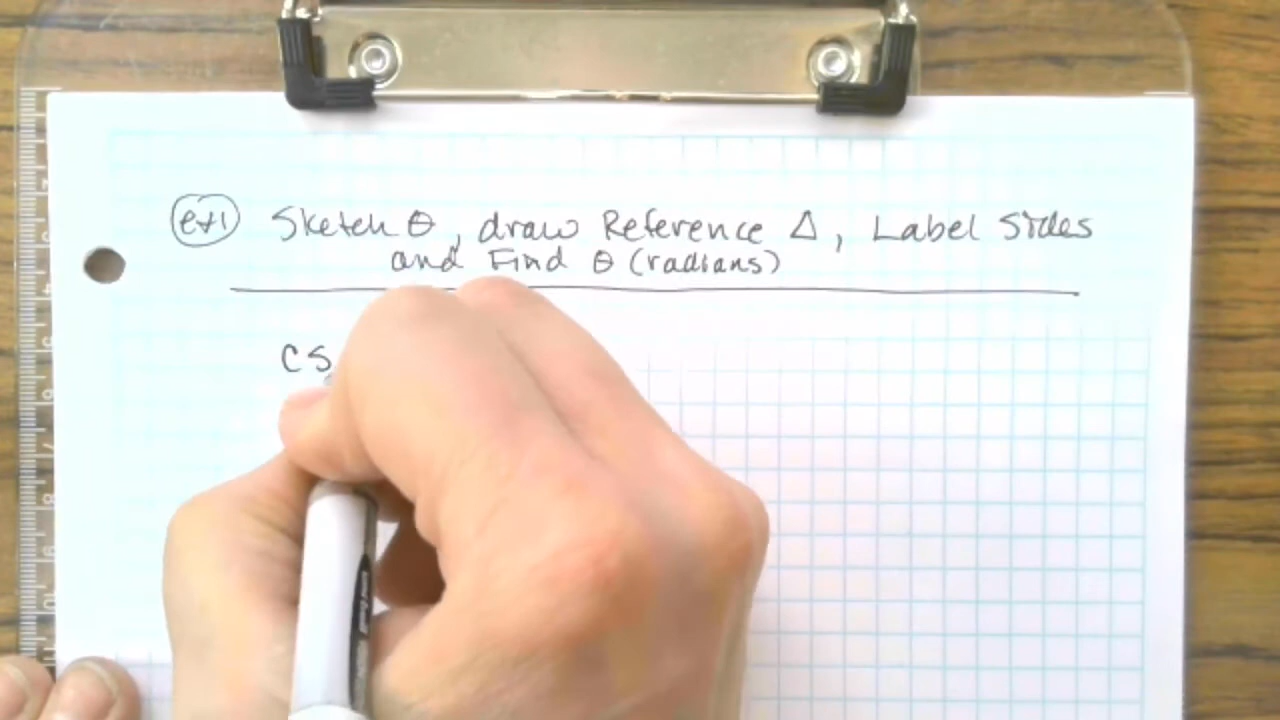 ex1 Sketch θ, draw Reference Δ, Label Sides
and Find θ (radians)
cs